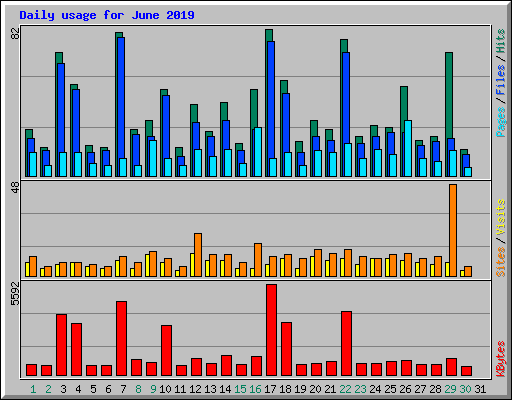 Daily usage for June 2019
82
Pages / Files / Hits
48
Sites / Visits
5592
KBytes
1 2 3 4 5 6 7 8 9 10 11 12 13 14 15 16 17 18 19 20 21 22 23 24 25 26 27 28 29 30 31